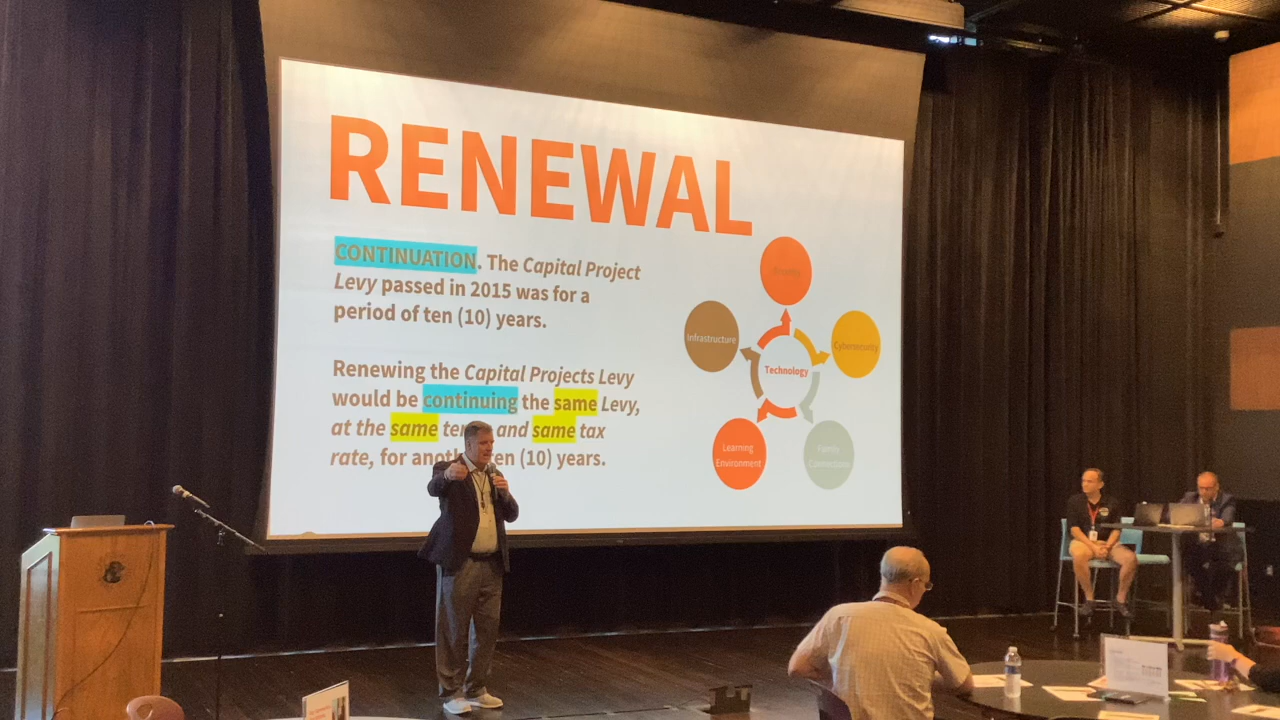 RENEWAL
CONTINUATION. The Capital Project
Levy passed in 2015 was for a
period of ten (10) years.
Renewing the Capital Projects Levy
would be continuing the same Levy,
at the same and same tax
rate, for ten (10) years.
Infrastructure
Cybersecurity
Technology
Learning
Environment
Family